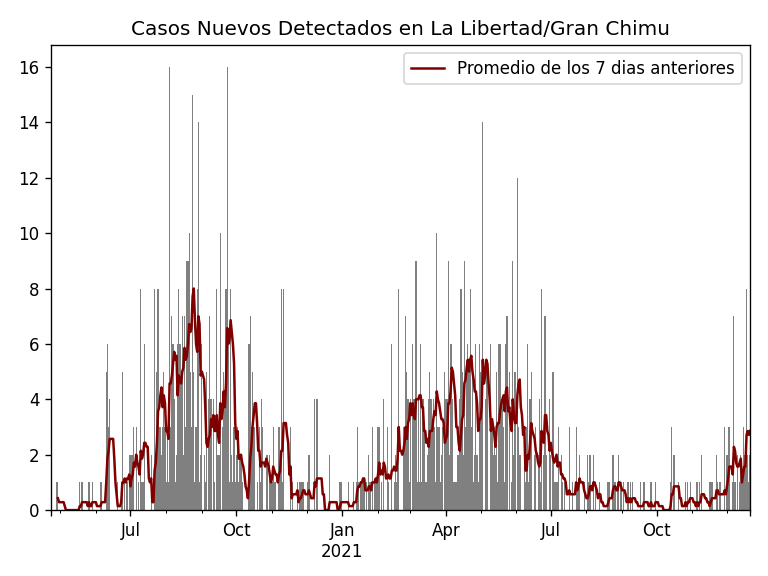 Casos Nuevos Detectados en La Libertad/Gran Chimu
Promedio de los 7 dias anteriores
16
14
12
10
8
6
4
2
0
Jul
Oct
Jan
2021
Apr
Jul
Oct